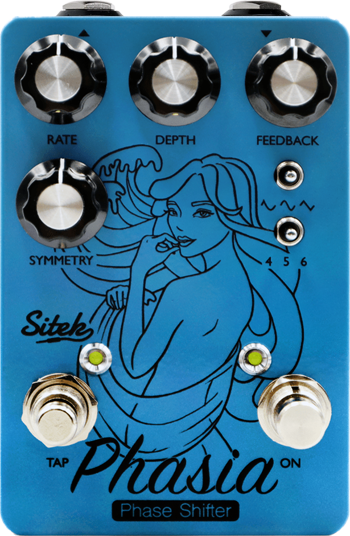 RATE DEPTH FEEDBACK
SYMMETRY
4 5 6
Sitek
TAP Phasia ON
Phase Shifter